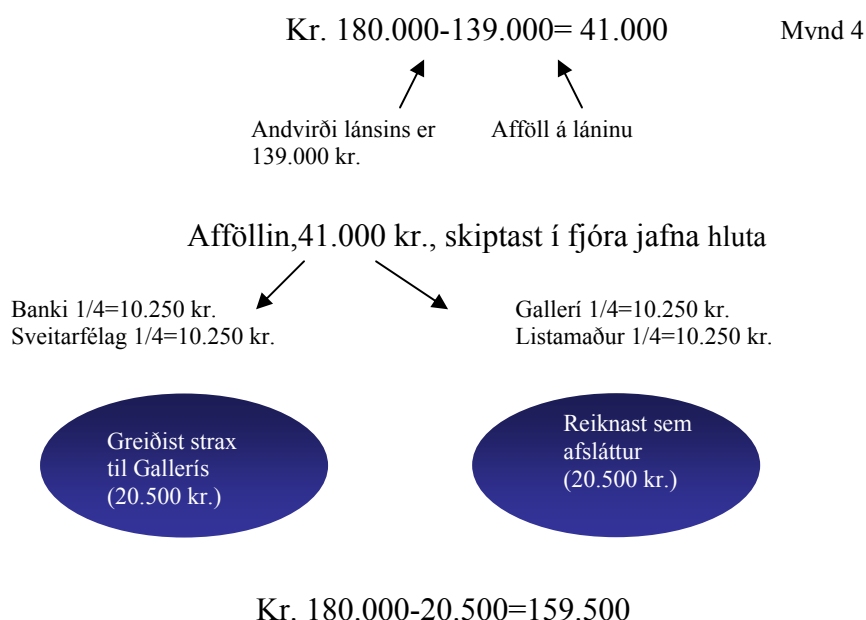 Kr. 180.000-139.000= 41.000
Mynd 4
Andvirði lánsins er
139.000 kr.
Afföll á láninu
Afföllin,41.000 kr., skiptast í fjóra jafna hluta
Banki 1/4=10.250 kr.
Sveitarfélag 1/4=10.250 kr.
Gallerí 1/4=10.250 kr.
Listamaður 1/4=10.250 kr.
Greiðist strax
til Gallerís
(20.500 kr.)
Reiknast sem
afsláttur
(20.500 kr.)
Kr. 180.000-20.500=159.500